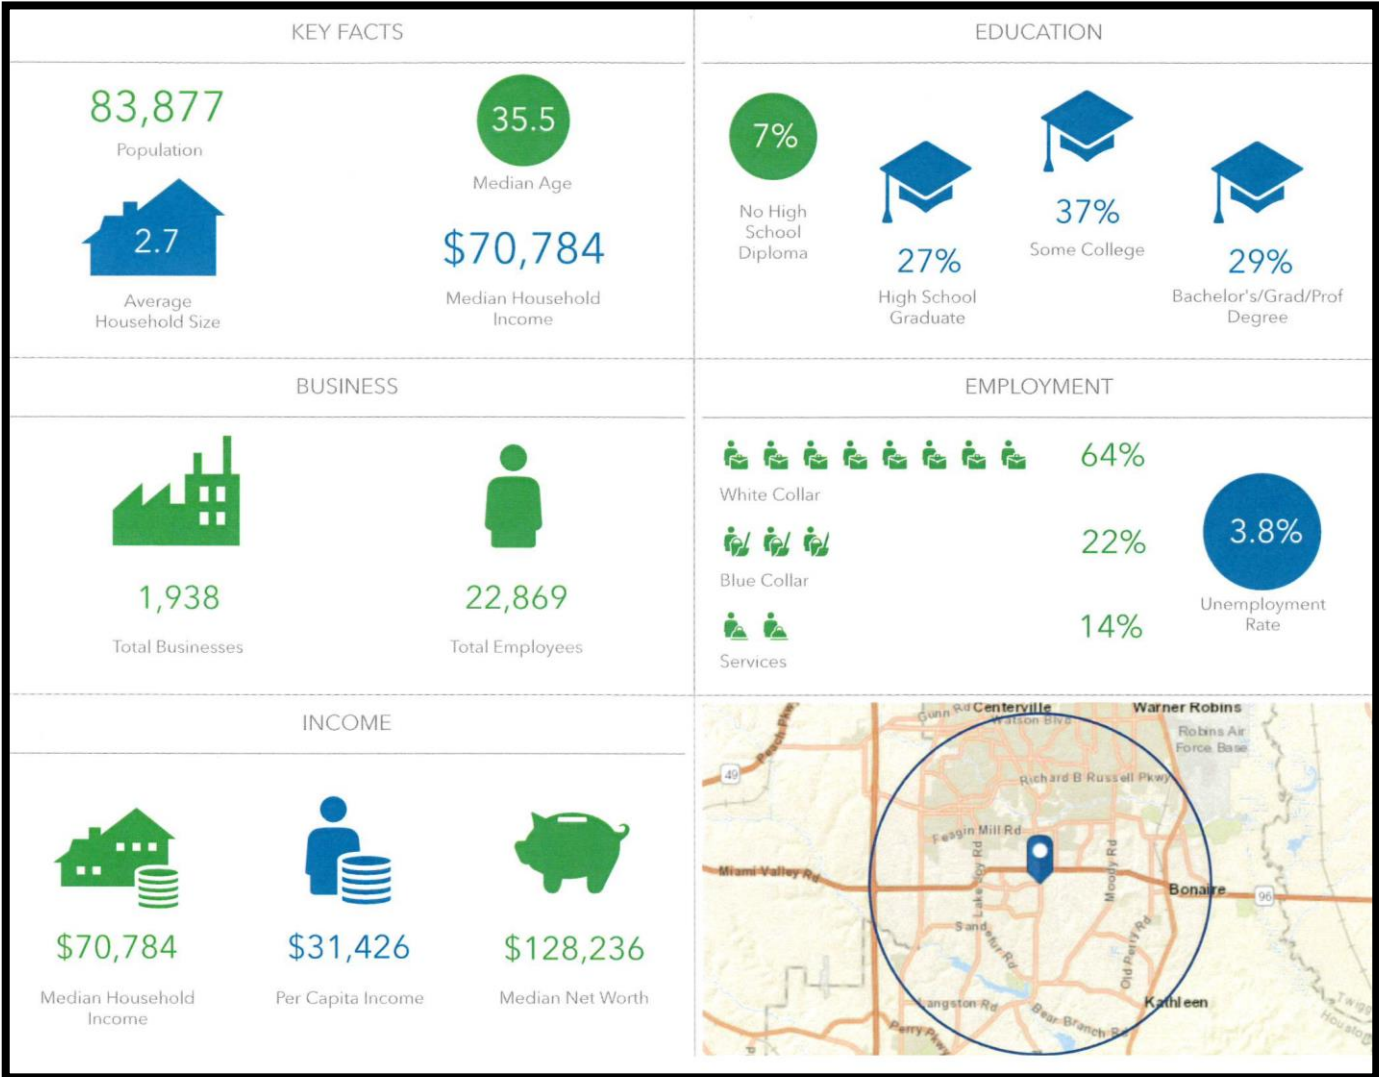 KEY FACTS
83,877
Population
35.5
Median Age
2.7
Average
Household Size
$70,784
Median Household
Income
EDUCATION
7%
No High
School
Diploma
27%
High School
Graduate
37%
Some College
29%
Bachelor's/Grad/Prof
Degree
BUSINESS
1,938
Total Businesses
22,869
Total Employees
EMPLOYMENT
64%
White Collar
22%
Blue Collar
14%
Services
3.8%
Unemployment
Rate
INCOME
$70,784
Median Household
Income
$31,426
Per Capita Income
$128,236
Median Net Worth
Gunn Rd
Centerville
Watson Blvd
Warner Robins
Robins Air
Force Base
Peach Pkwy
49
Richard B Russell Pkwy
Feagin Mill Rd
Lake Joy Rd
Moody Rd
Miami Valley Rd
Bonaire
96
Sandefur Rd
Old Perry Rd
Langston Rd
Bear Branch Rd
Kathleen
Perry Pkwy
Twigg
Houston